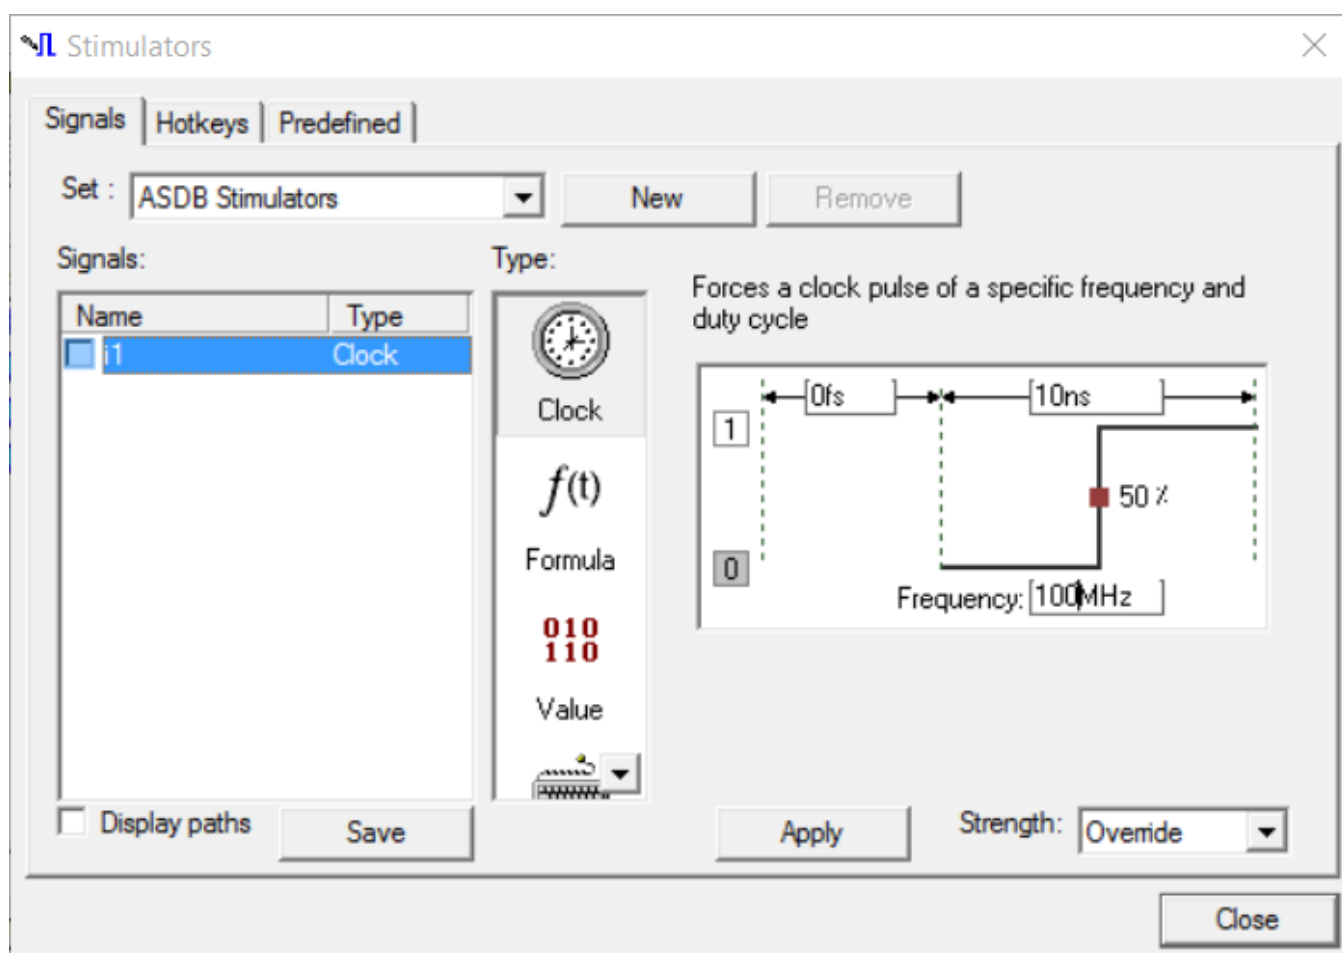 Stimulators
Signals Hotkeys Predefined
Set : ASDB Stimulators New Remove
Signals: Type:
Forces a clock pulse of a specific frequency and
duty cycle
Name Type
i1 Clock
Clock
f(t)
Formula
010
110
Value
0fs 10ns
1
50 %
0
Frequency: 100MHz
Display paths Save Apply Strength: Override
Close